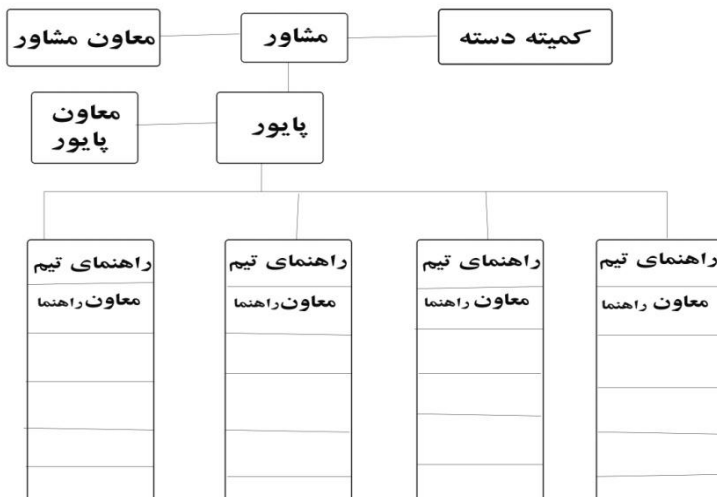 کمیته دسته
مشاور
معاون مشاور
پایور
معاون
پایور
راهنمای تیم
معاون راهنما
راهنمای تیم
معاون راهنما
راهنمای تیم
معاون راهنما
راهنمای تیم
معاون راهنما